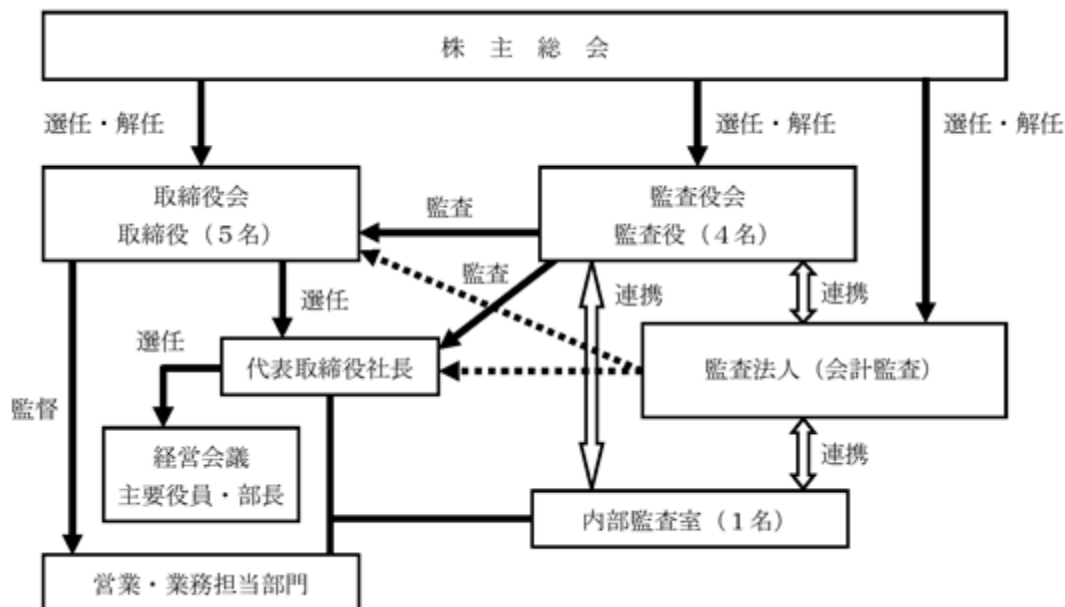 株 主 総 会
選任・解任
選任・解任
選任・解任
取締役会
取締役（５名）
監査
監査役会
監査役（４名）
監査
連携
連携
選任
選任
代表取締役社長
監査法人（会計監査）
監督
経営会議
主要役員・部長
連携
内部監査室（１名）
営業・業務担当部門